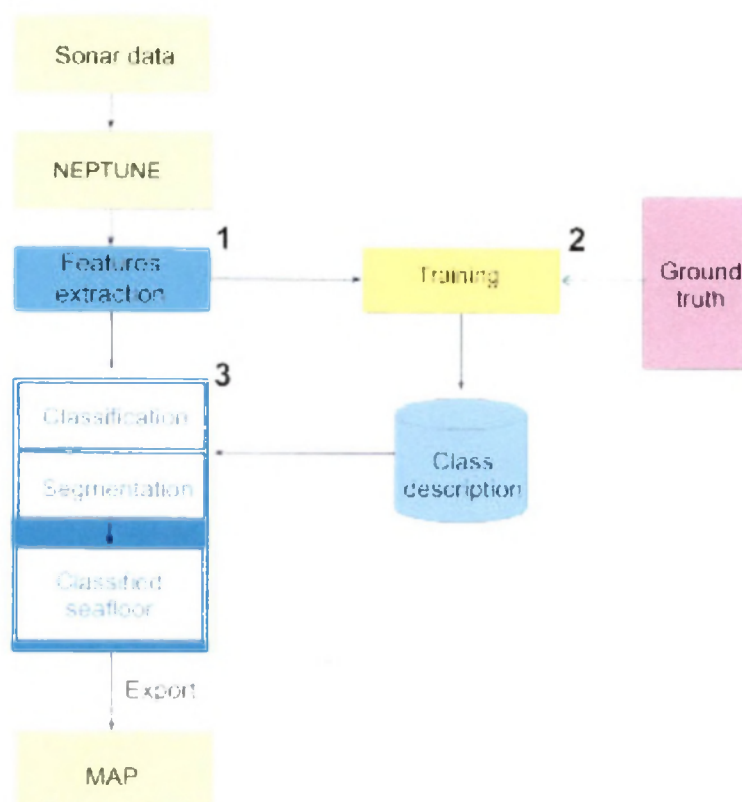 Sonar data
NEPTUNE
1
Features
extraction
2
Training
Ground
truth
3
Classification
Segmentation
Class
description
Classified
seafloor
Export
MAP